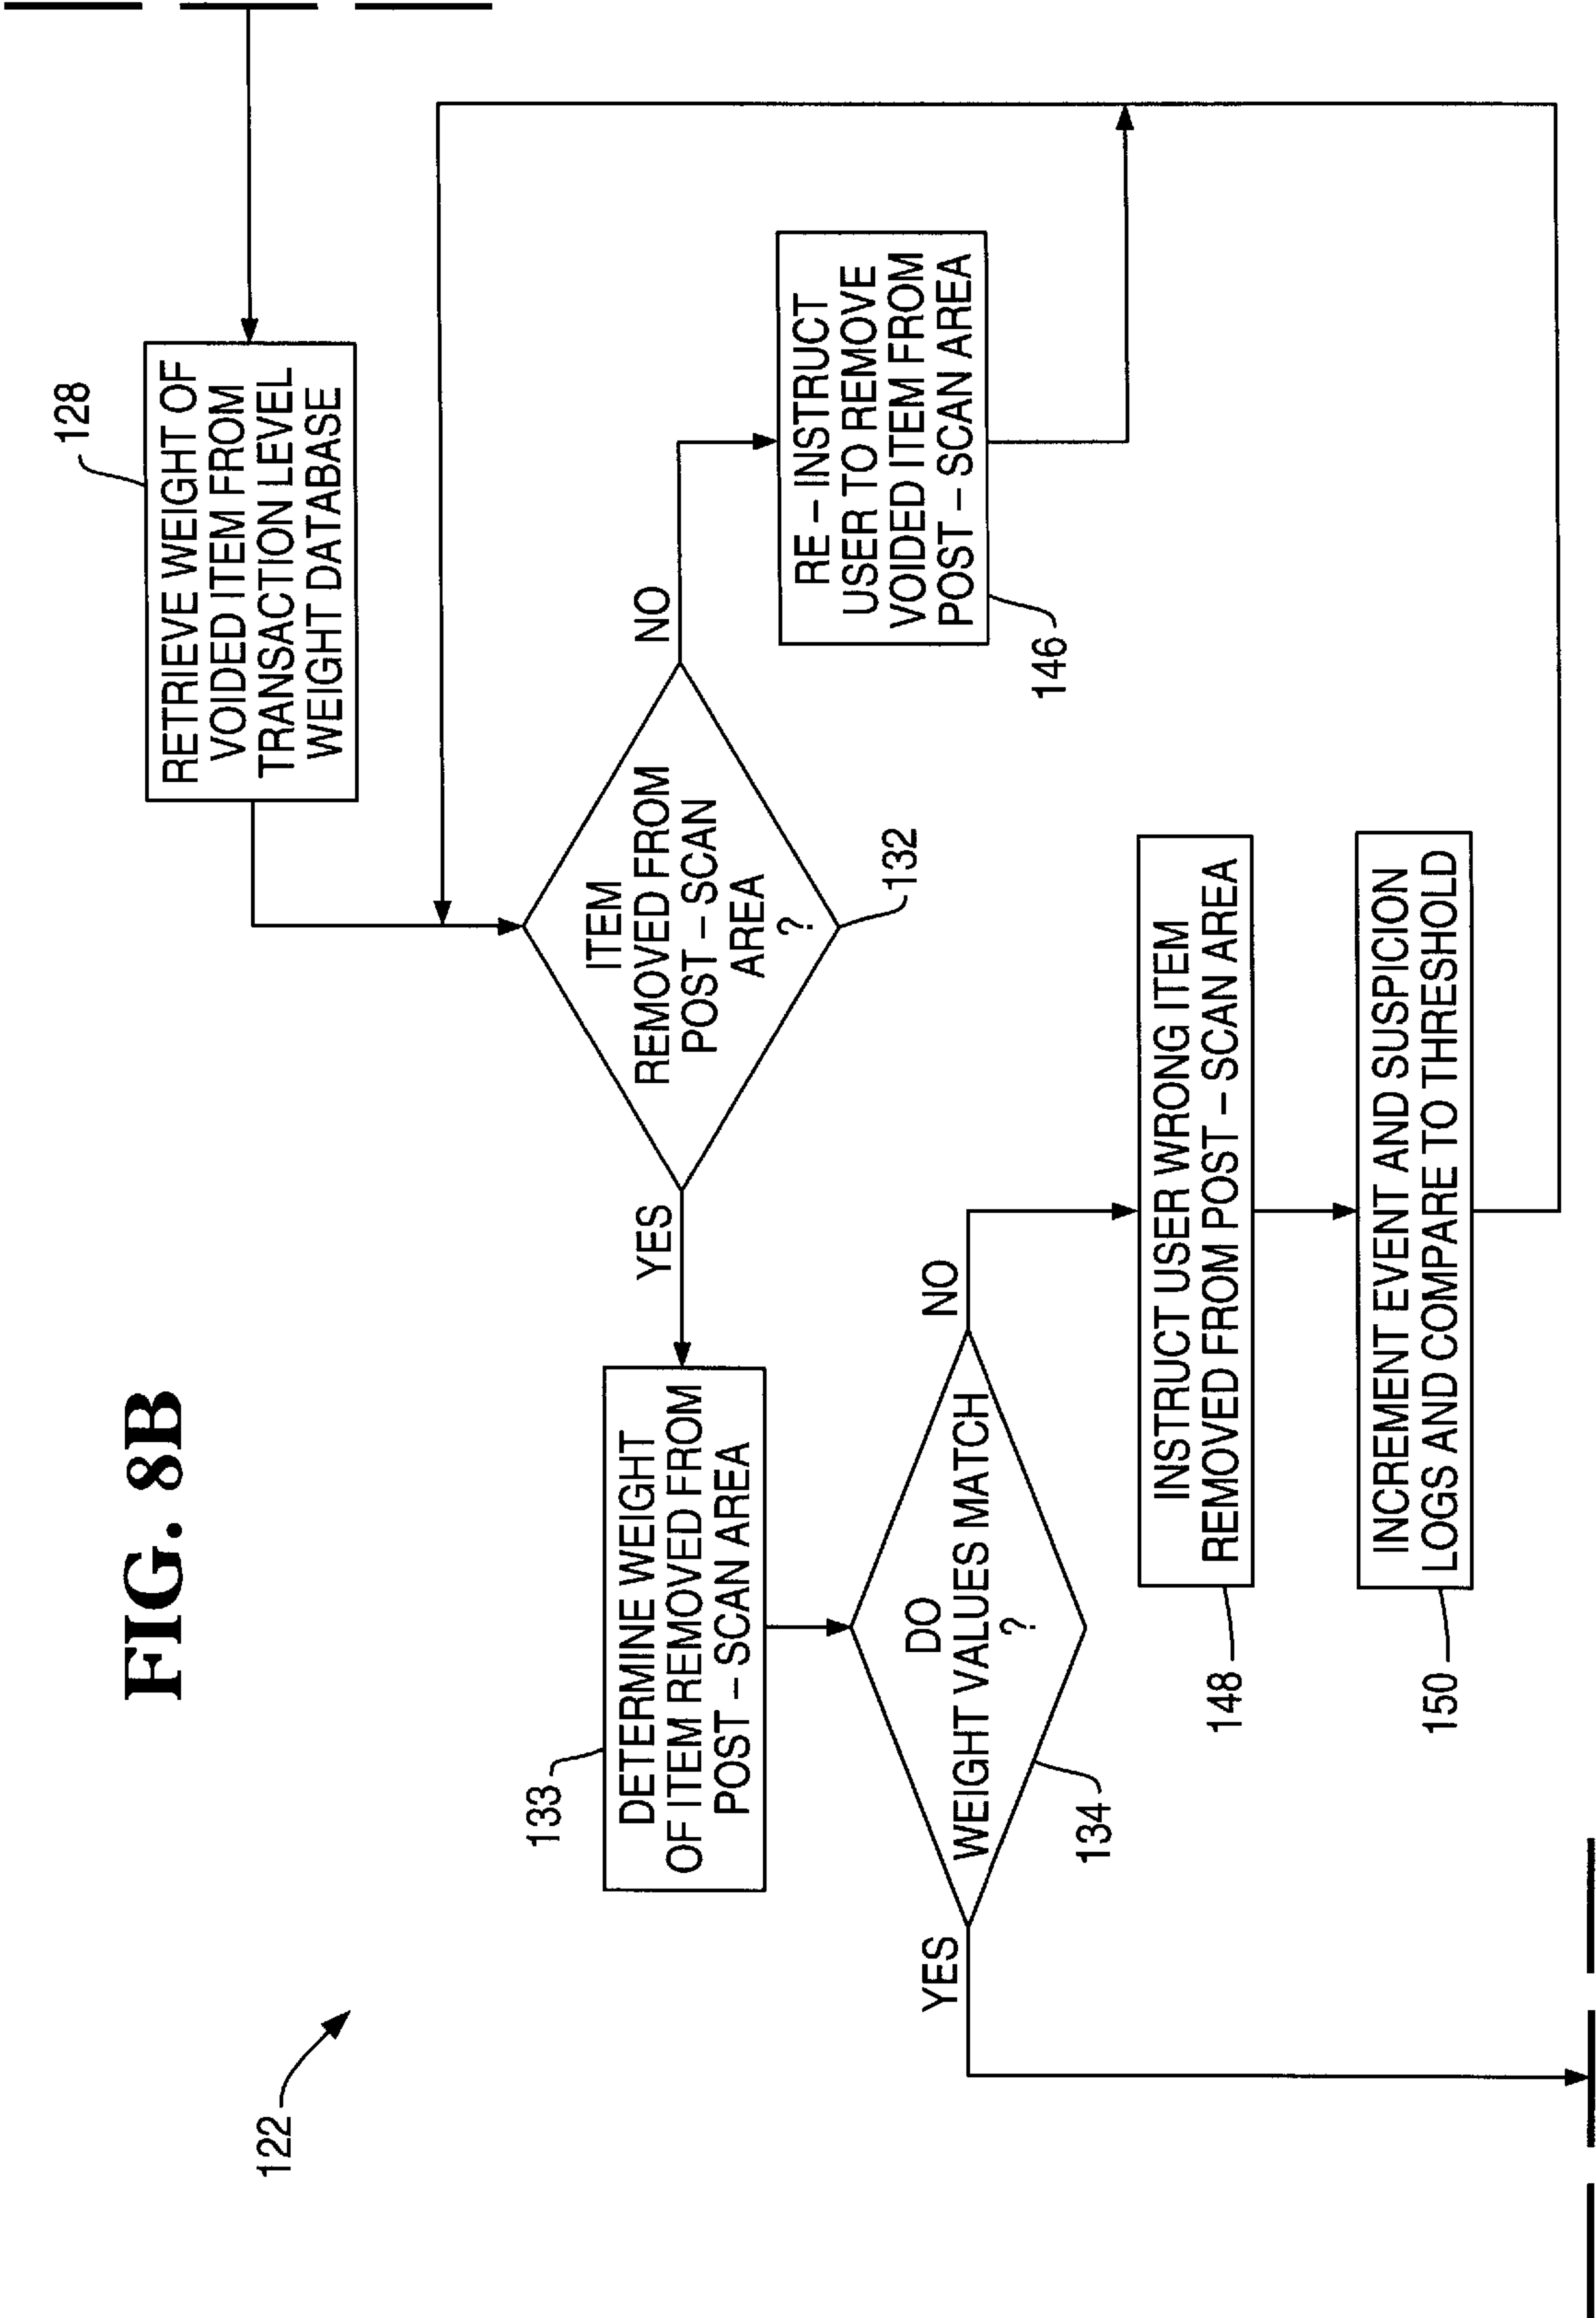 FIG. 8B
122
128
RETRIEVE WEIGHT OF
VOIDED ITEM FROM
TRANSACTION LEVEL
WEIGHT DATABASE
ITEM
REMOVED FROM
POST – SCAN
AREA
?
132
NO
RE – INSTRUCT
USER TO REMOVE
VOIDED ITEM FROM
POST – SCAN AREA
146
YES
133
DETERMINE WEIGHT
OF ITEM REMOVED FROM
POST – SCAN AREA
DO
WEIGHT VALUES MATCH
?
134
YES
NO
INSTRUCT USER WRONG ITEM
REMOVED FROM POST – SCAN AREA
148
INCREMENT EVENT AND SUSPICION
LOGS AND COMPARE TO THRESHOLD
150